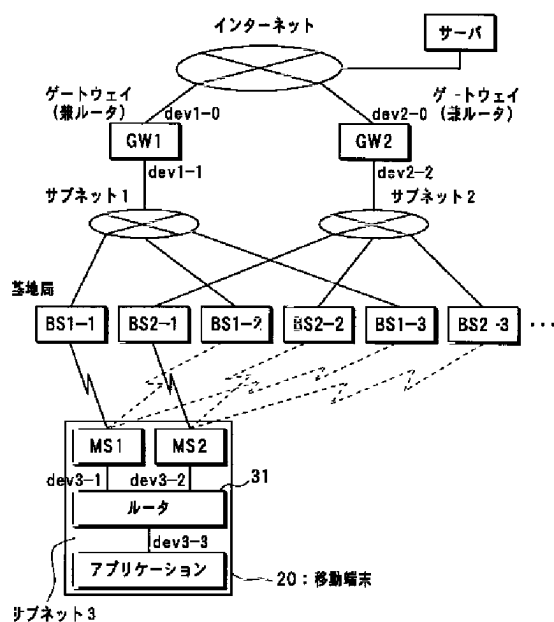 インターネット
サーバ
ゲートウェイ
(兼ルータ)
dev1-0
dev2-0
ゲートウェイ
(兼ルータ)
GW1
GW2
dev1-1
dev2-2
サブネット1
サブネット2
基地局
BS1-1
BS2-1
BS1-2
BS2-2
BS1-3
BS2-3
...
MS1
MS2
dev3-1
dev3-2
31
ルータ
dev3-3
アプリケーション
20：移動端末
サブネット3